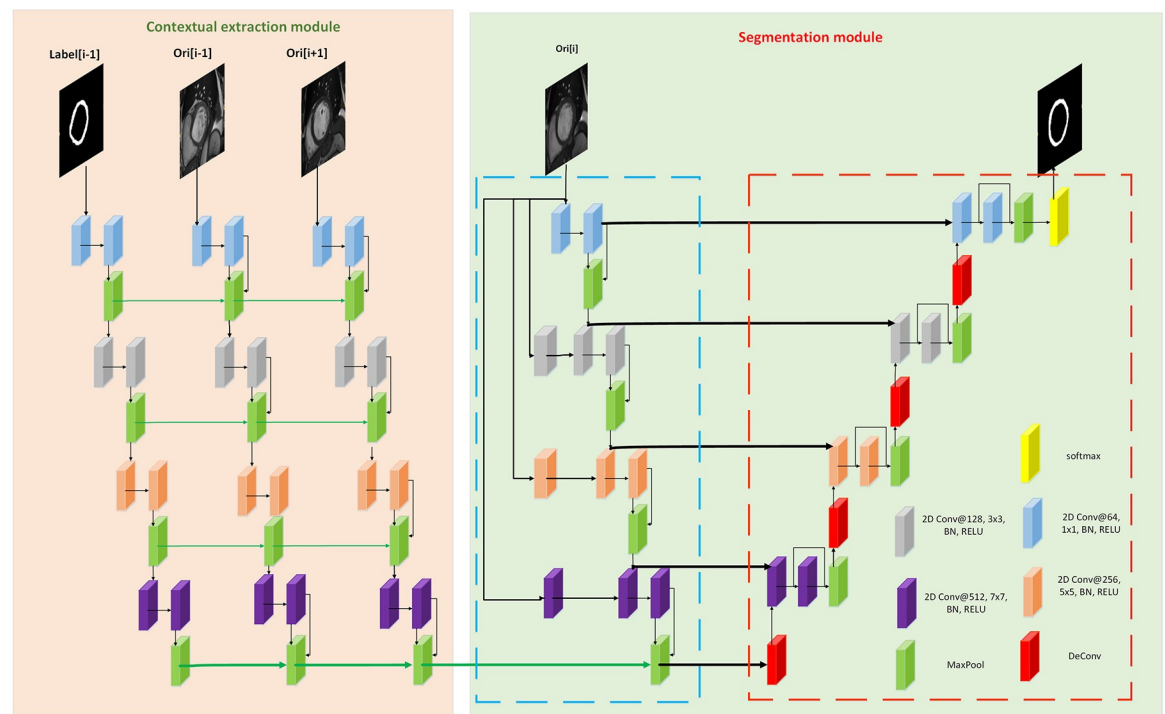 Contextual extraction module
Segmentation module
Label[i-1]
Ori[i-1]
Ori[i+1]
Ori[i]
softmax
2D Conv@128, 3x3,
BN, RELU
2D Conv@64,
1x1, BN, RELU
2D Conv@512, 7x7,
BN, RELU
2D Conv@256,
5x5, BN, RELU
MaxPool
DeConv